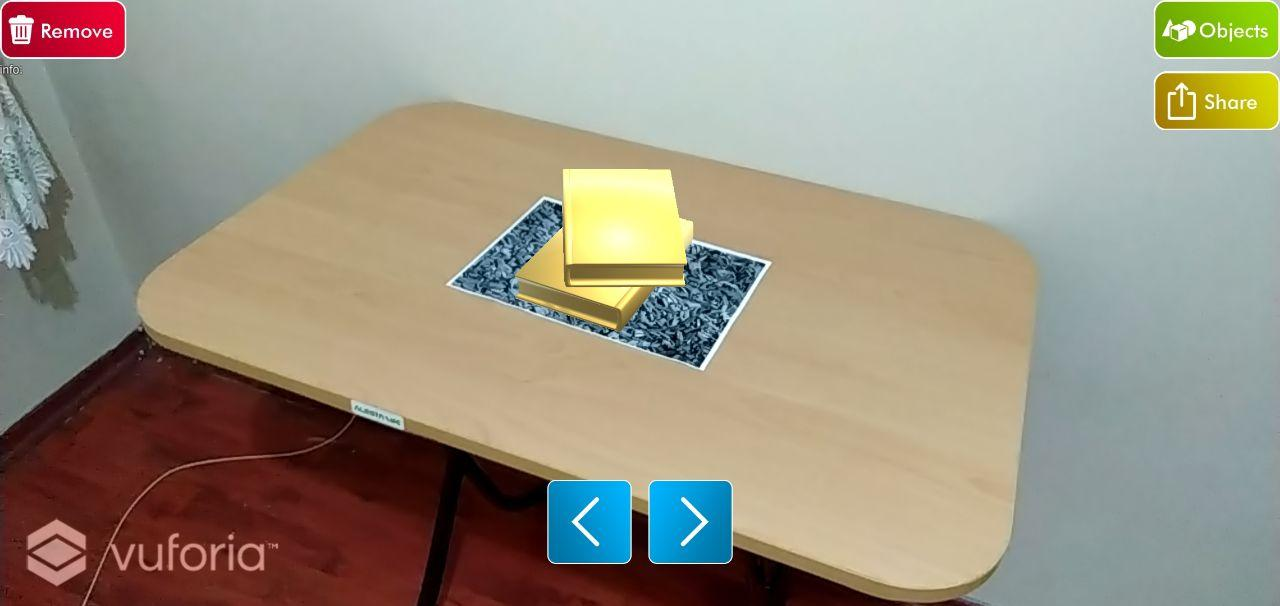 Remove
Objects
info:
Share
vuforia™